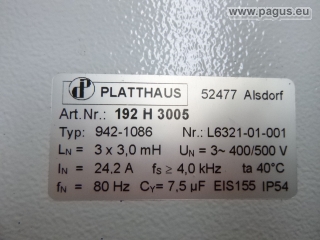 www.pagus.eu
PLATTHAUS 52477 Alsdorf
Art.Nr.: 192 H 3005
Typ: 942-1086 Nr.: L6321-01-001
LN = 3 x 3,0 mH UN = 3~ 400/500 V
IN = 24.2 A fS ≥ 4,0 kHz ta 40°C
fN = 80 Hz CY = 7,5 µF EIS155 IP54